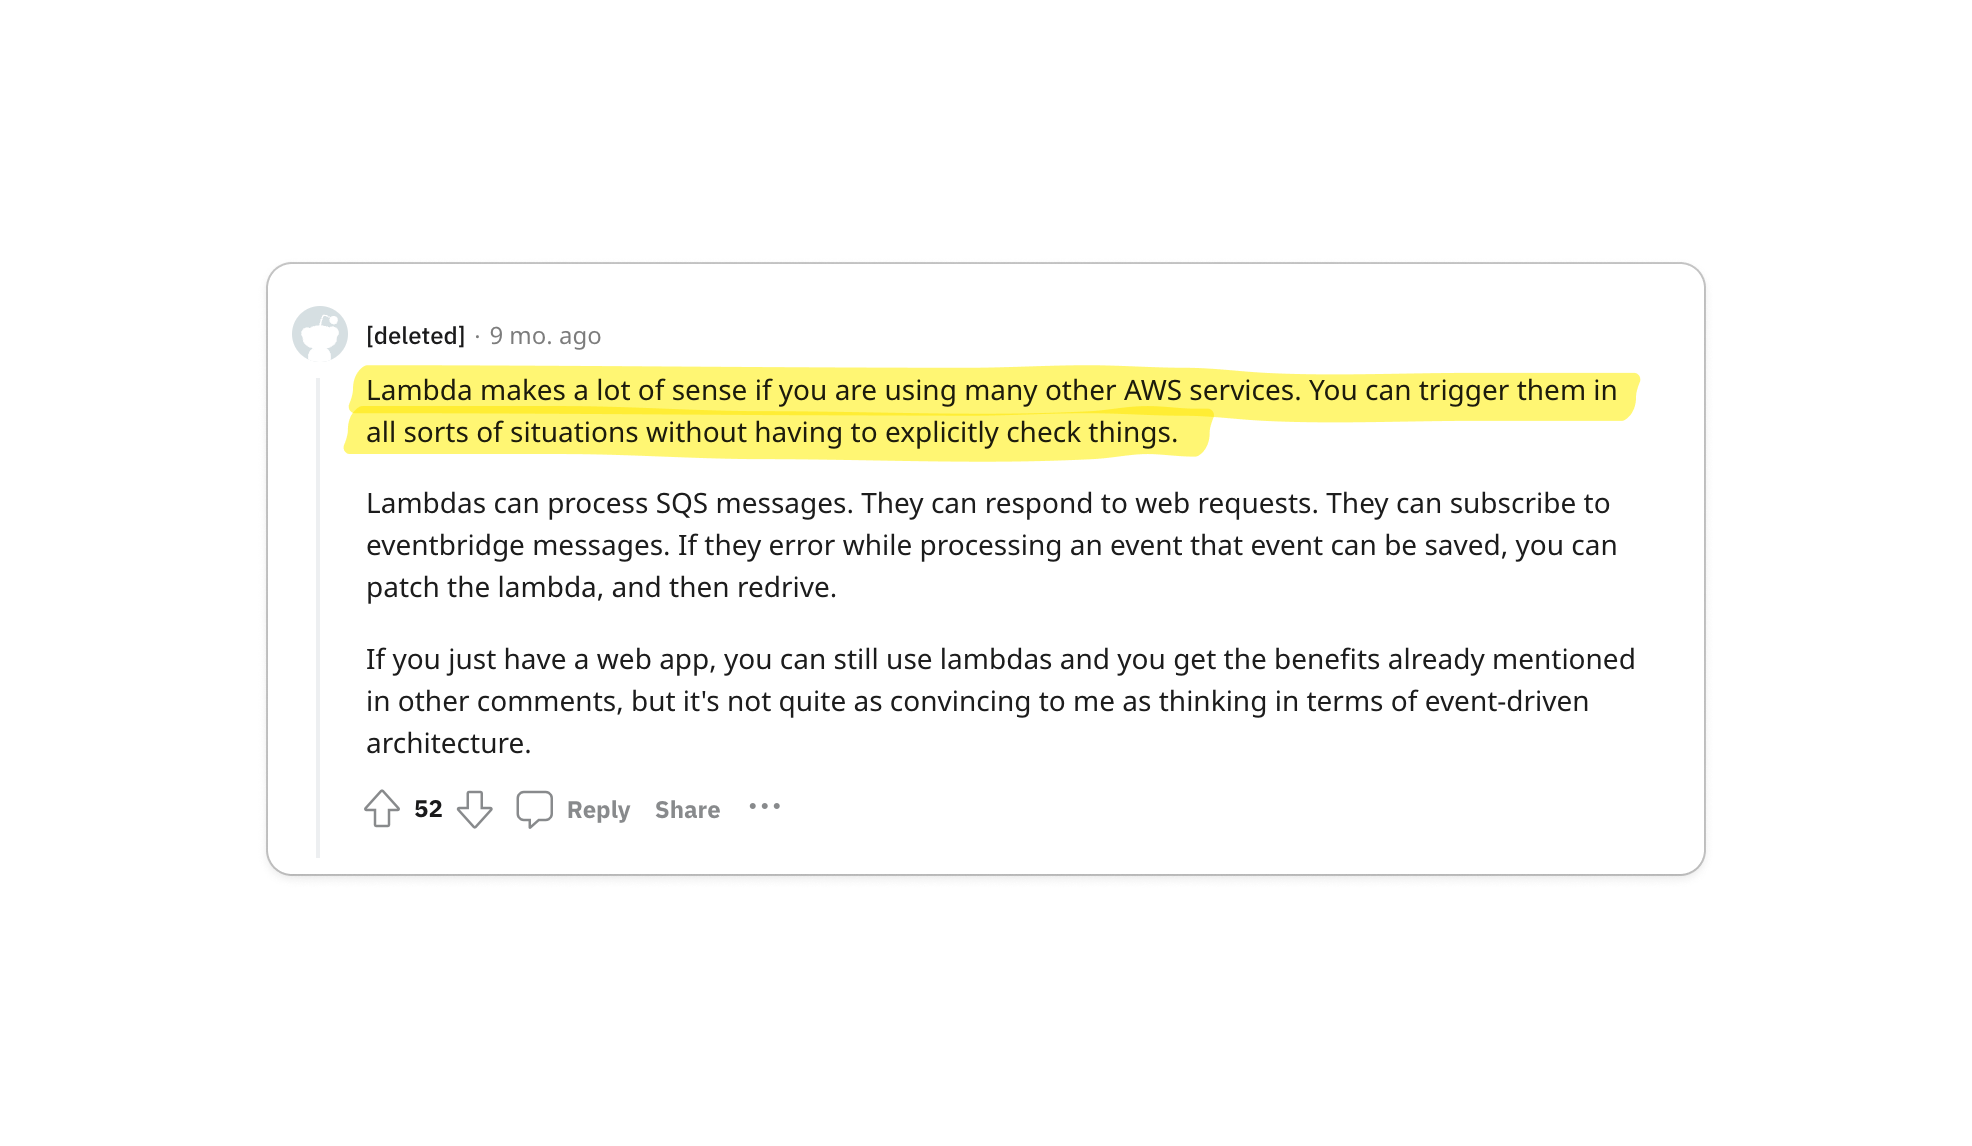 [deleted] · 9 mo. ago
Lambda makes a lot of sense if you are using many other AWS services. You can trigger them in
all sorts of situations without having to explicitly check things.
Lambdas can process SQS messages. They can respond to web requests. They can subscribe to
eventbridge messages. If they error while processing an event that event can be saved, you can
patch the lambda, and then redrive.
If you just have a web app, you can still use lambdas and you get the benefits already mentioned
in other comments, but it's not quite as convincing to me as thinking in terms of event-driven
architecture.
52 Reply Share ···